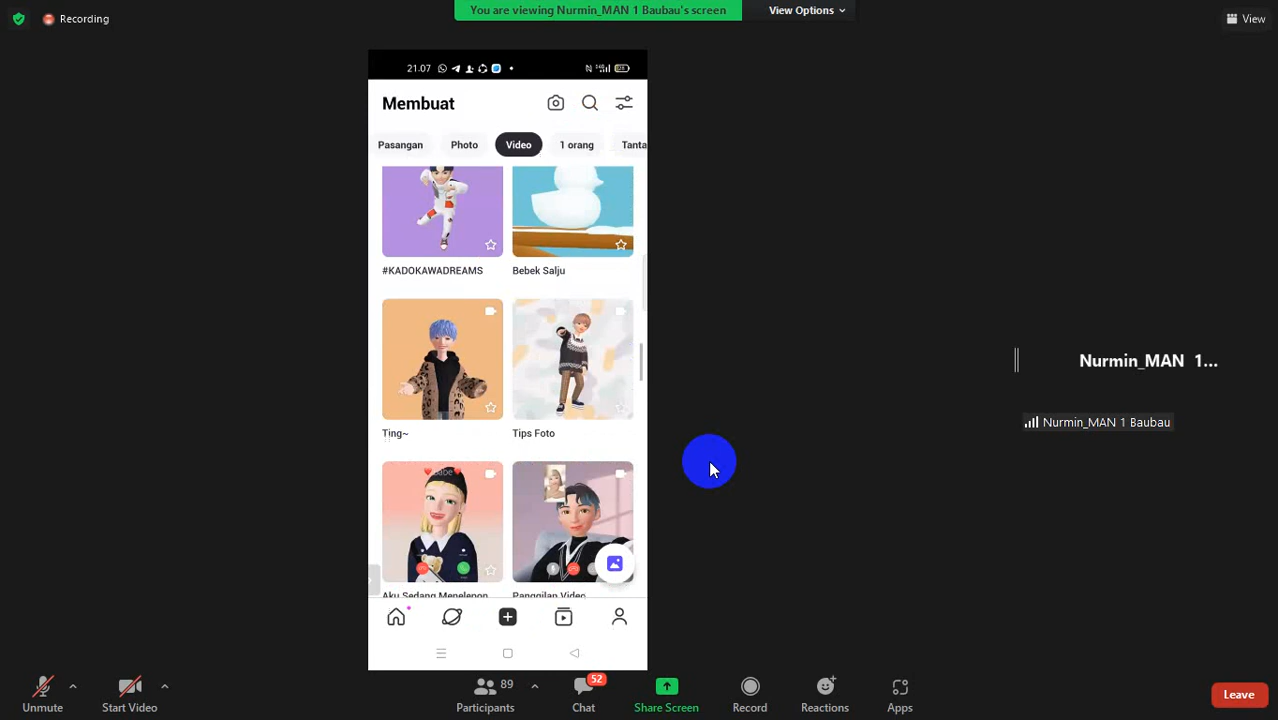 Recording
You are viewing Nurmin_MAN 1 Baubau's screen
View Options
View
21.07
Membuat
Pasangan
Photo
Video
1 orang
Tanta
#KADOKAWADREAMS
Bebek Salju
Ting~
Tips Foto
Babe
Aku Sedang Menelepon
Panggilan Video
Nurmin_MAN 1...
Nurmin_MAN 1 Baubau
Unmute
Start Video
89
Participants
52
Chat
Share Screen
Record
Reactions
Apps
Leave